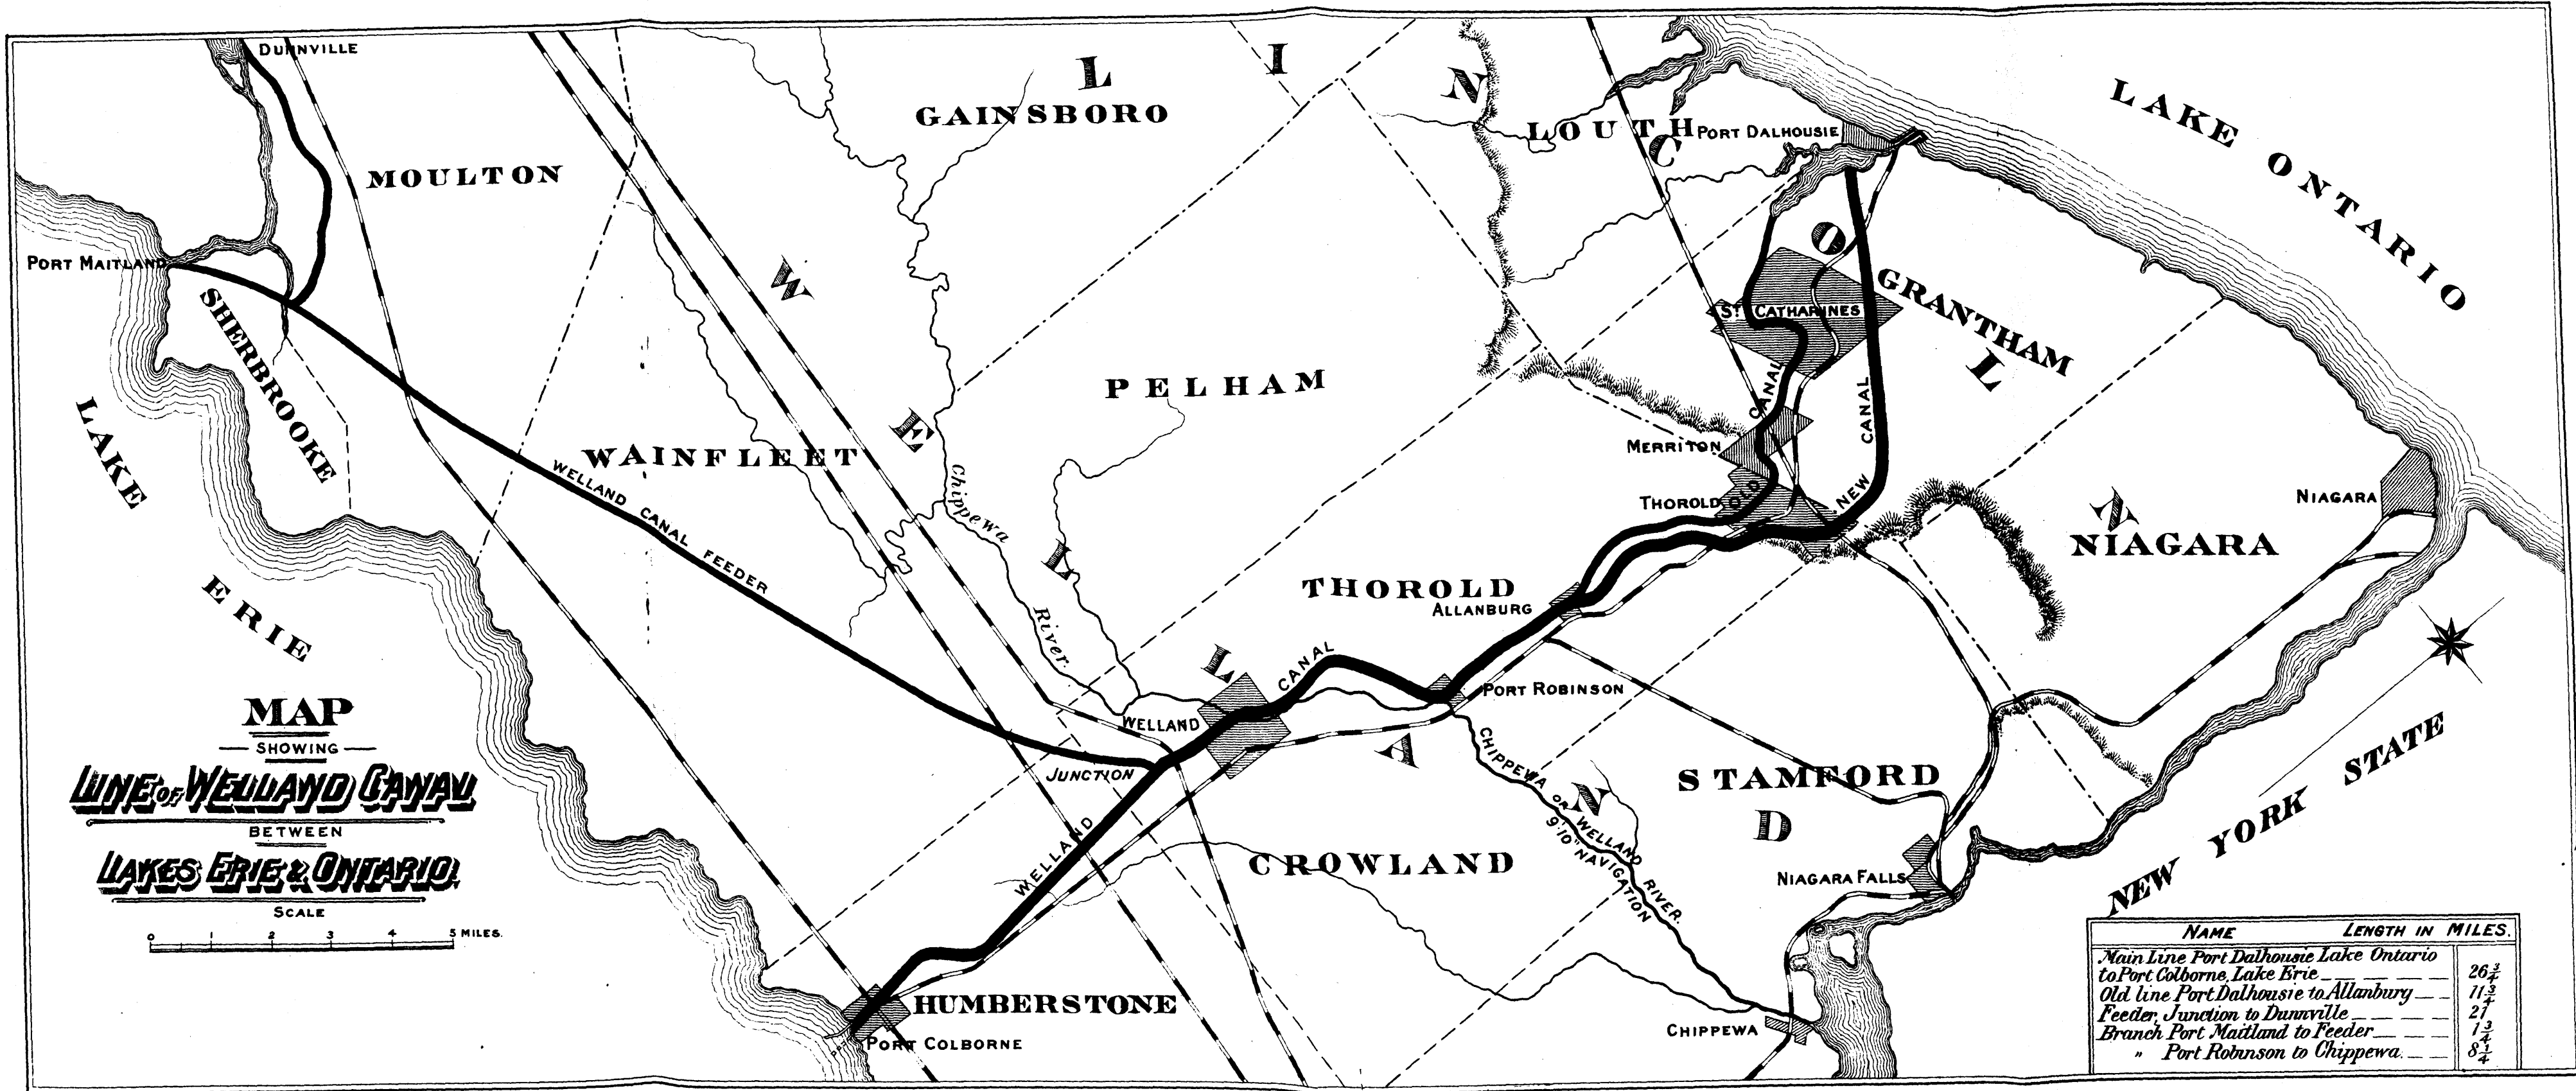 DUNNVILLE
MOULTON
PORT MAITLAND
SHERBROOKE
LAKE
ERIE
WAINFLEET
WELLAND CANAL FEEDER
LINCOLN
GAINSBORO
LOUTH
PORT DALHOUSIE
LAKE ONTARIO
GRANTHAM
ST CATHARINES
CANAL
CANAL
PELHAM
WELLAND
MERRITON
THOROLD
OLD
NEW
NIAGARA
NIAGARA
Chippewa
River.
THOROLD
ALLANBURG
CANAL
WELLAND
PORT ROBINSON
JUNCTION
WELLAND
CHIPPEWA OR WELLAND RIVER.
9'.10" NAVIGATION
STAMFORD
CROWLAND
NIAGARA FALLS
NEW YORK STATE
HUMBERSTONE
PORT COLBORNE
CHIPPEWA
MAP
SHOWING
LINE OF WELLAND CANAL
BETWEEN
LAKES ERIE & ONTARIO.
SCALE
0 1 2 3 4 5 MILES.
NAME LENGTH IN MILES.
Main Line Port Dalhousie Lake Ontario
to Port Colborne, Lake Erie 26 3/4
Old line Port Dalhousie to Allanbury 11 3/4
Feeder, Junction to Dunnville 21
Branch Port Maitland to Feeder 1 3/4
" Port Robinson to Chippewa. 8 1/4